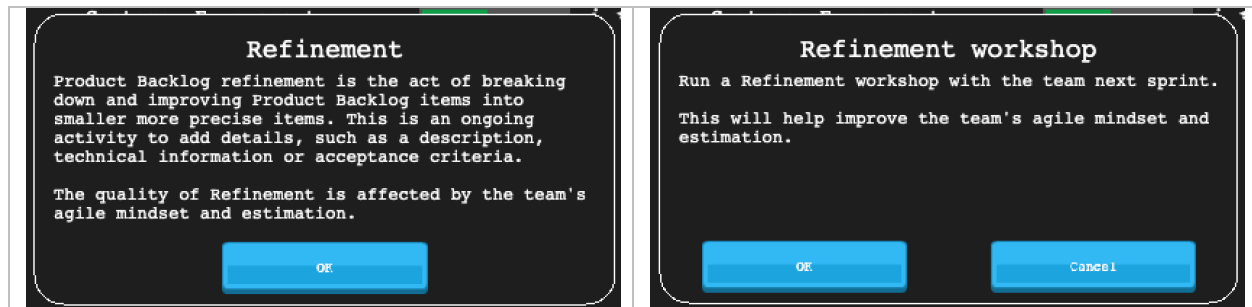 Refinement
Product Backlog refinement is the act of breaking
down and improving Product Backlog items into
smaller more precise items. This is an ongoing
activity to add details, such as a description,
technical information or acceptance criteria.
The quality of Refinement is affected by the team's
agile mindset and estimation.
OK
Refinement workshop
Run a Refinement workshop with the team next sprint.
This will help improve the team's agile mindset and
estimation.
OK
Cancel